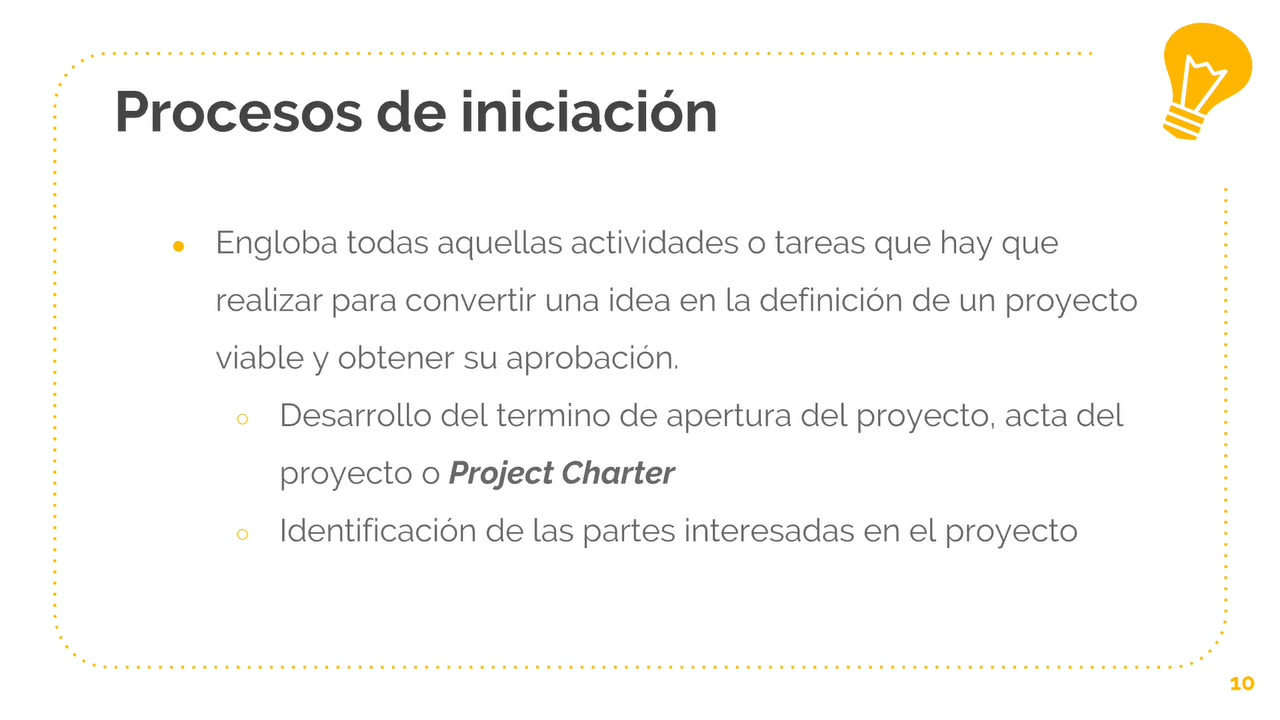 Procesos de iniciación
● Engloba todas aquellas actividades o tareas que hay que
realizar para convertir una idea en la definición de un proyecto
viable y obtener su aprobación.
○ Desarrollo del termino de apertura del proyecto, acta del
proyecto o Project Charter
○ Identificación de las partes interesadas en el proyecto
10